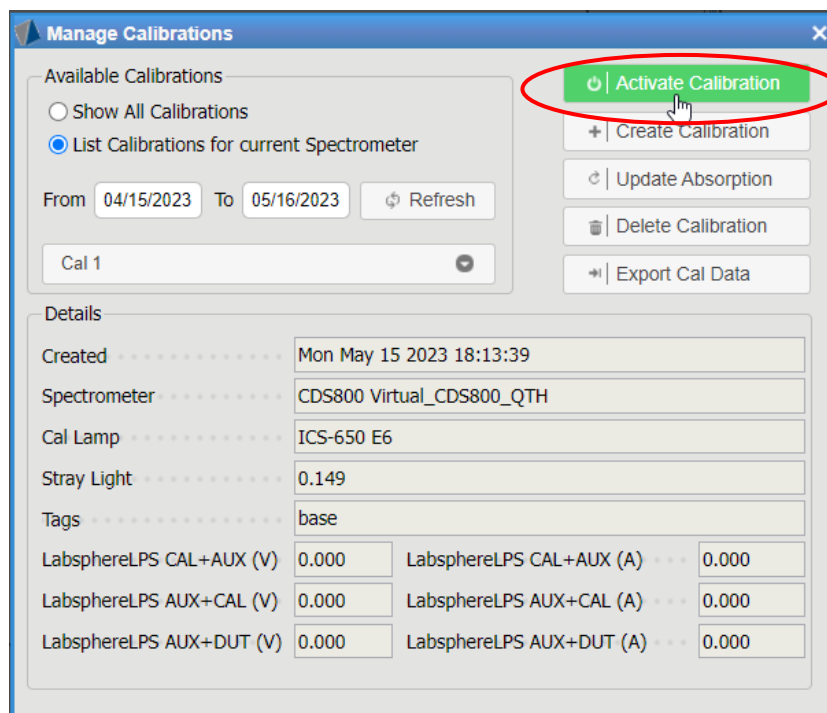 Manage Calibrations
Available Calibrations
Show All Calibrations
List Calibrations for current Spectrometer
From 04/15/2023 To 05/16/2023 Refresh
Cal 1
Activate Calibration
Create Calibration
Update Absorption
Delete Calibration
Export Cal Data
Details
Created Mon May 15 2023 18:13:39
Spectrometer CDS800 Virtual_CDS800_QTH
Cal Lamp ICS-650 E6
Stray Light 0.149
Tags base
LabsphereLPS CAL+AUX (V) 0.000 LabsphereLPS CAL+AUX (A) 0.000
LabsphereLPS AUX+CAL (V) 0.000 LabsphereLPS AUX+CAL (A) 0.000
LabsphereLPS AUX+DUT (V) 0.000 LabsphereLPS AUX+DUT (A) 0.000